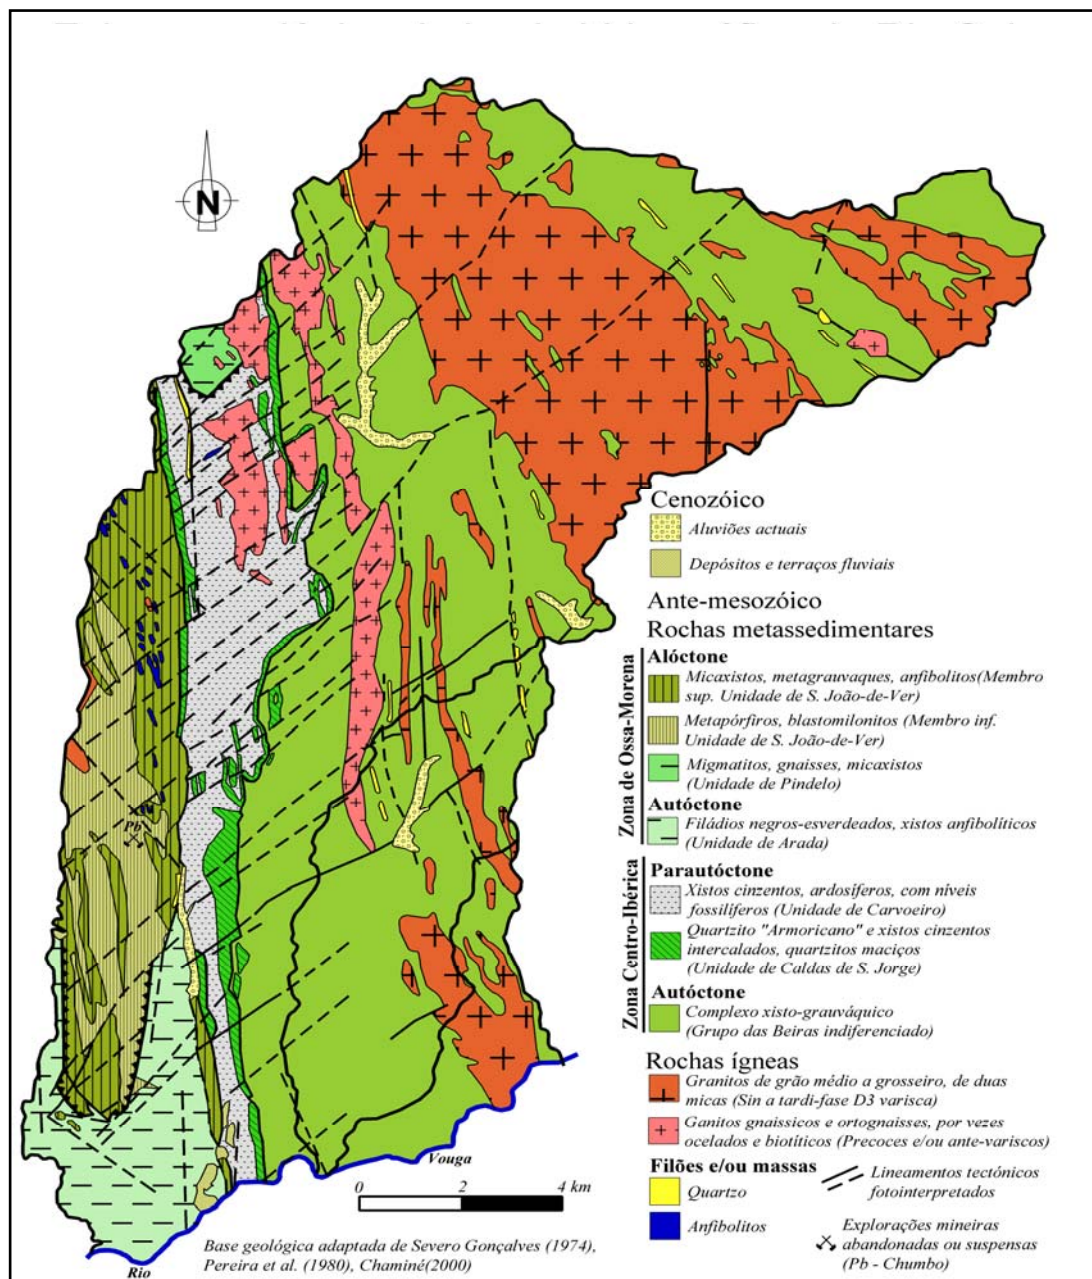 N
Cenozóico
Aluviões actuais
Depósitos e terraços fluviais
Ante-mesozóico
Rochas metassedimentares
Zona de Ossa-Morena
Alóctone
Micaxistos, metagrauvaques, anfibolitos(Membro
sup. Unidade de S. João-de-Ver)
Metapórfiros, blastomilonitos (Membro inf.
Unidade de S. João-de-Ver)
Migmatitos, gnaisses, micaxistos
(Unidade de Pindelo)
Autóctone
Filádios negros-esverdeados, xistos anfibolíticos
(Unidade de Arada)
Zona Centro-Ibérica
Parautóctone
Xistos cinzentos, ardosíferos, com níveis
fossilíferos (Unidade de Carvoeiro)
Quartzito "Armoricano" e xistos cinzentos
intercalados, quartzitos maciços
(Unidade de Caldas de S. Jorge)
Autóctone
Complexo xisto-grauváquico
(Grupo das Beiras indiferenciado)
Rochas ígneas
Granitos de grão médio a grosseiro, de duas
micas (Sin a tardi-fase D3 varisca)
Ganitos gnaissicos e ortognaisses, por vezes
ocelados e biotíticos (Precoces e/ou ante-variscos)
Filões e/ou massas
Quartzo
Anfibolitos
Lineamentos tectónicos
fotointerpretados
Explorações mineiras
abandonadas ou suspensas
(Pb - Chumbo)
Pb
Vouga
0 2 4 km
Base geológica adaptada de Severo Gonçalves (1974),
Pereira et al. (1980), Chaminé(2000)
Rio